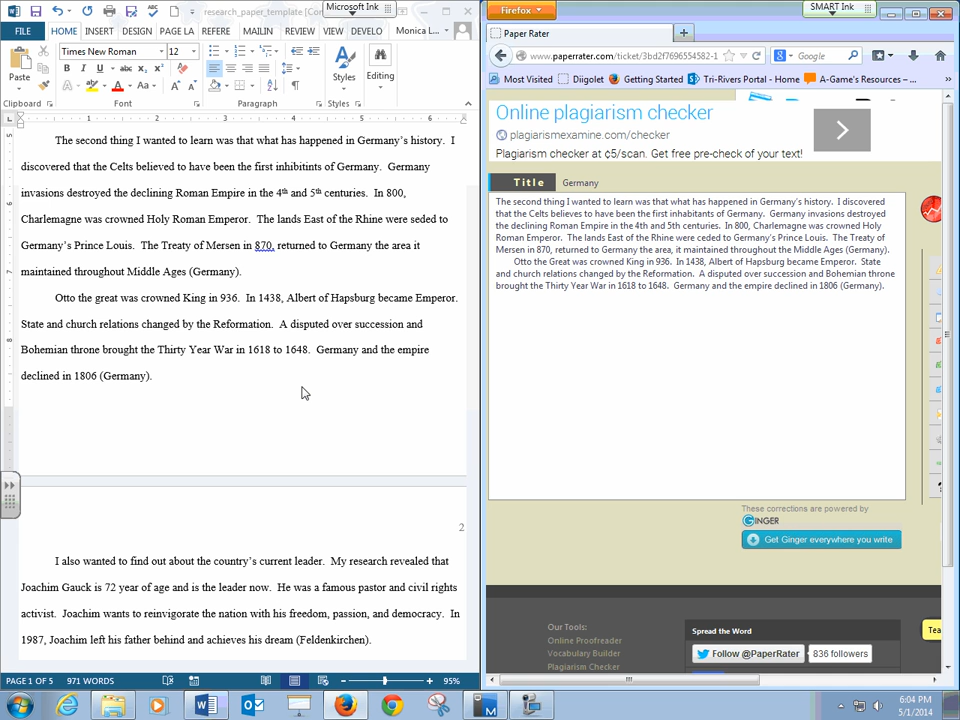 research_paper_template [Con
Microsoft Ink
FILE HOME INSERT DESIGN PAGE LA REFERE MAILIN REVIEW VIEW DEVELO Monica L...
Paste
Times New Roman 12
B I U abc x₂ x²
Styles
Editing
Clipboard Font Paragraph Styles
1 2 3 4 5 6
The second thing I wanted to learn was that what has happened in Germany's history. I
discovered that the Celts believed to have been the first inhibitints of Germany. Germany
invasions destroyed the declining Roman Empire in the 4th and 5th centuries. In 800,
Charlemagne was crowned Holy Roman Emperor. The lands East of the Rhine were seded to
Germany's Prince Louis. The Treaty of Mersen in 870, returned to Germany the area it
maintained throughout Middle Ages (Germany).
Otto the great was crowned King in 936. In 1438, Albert of Hapsburg became Emperor.
State and church relations changed by the Reformation. A disputed over succession and
Bohemian throne brought the Thirty Year War in 1618 to 1648. Germany and the empire
declined in 1806 (Germany).
2
I also wanted to find out about the country's current leader. My research revealed that
Joachim Gauck is 72 year of age and is the leader now. He was a famous pastor and civil rights
activist. Joachim wants to reinvigorate the nation with his freedom, passion, and democracy. In
1987, Joachim left his father behind and achieves his dream (Feldenkirchen).
PAGE 1 OF 5 971 WORDS 95%
Firefox
SMART Ink
Paper Rater
www.paperrater.com/ticket/3bd2f7696554582-1
Google
Most Visited Diigolet Getting Started Tri-Rivers Portal - Home A-Game's Resources – ...
Online plagiarism checker
plagiarismexamine.com/checker
Plagiarism checker at ¢5/scan. Get free pre-check of your text!
Title Germany
The second thing I wanted to learn was that what has happened in Germany's history. I discovered
that the Celts believes to have been the first inhabitants of Germany. Germany invasions destroyed
the declining Roman Empire in the 4th and 5th centuries. In 800, Charlemagne was crowned Holy
Roman Emperor. The lands East of the Rhine were ceded to Germany's Prince Louis. The Treaty of
Mersen in 870, returned to Germany the area, it maintained throughout the Middle Ages (Germany).
Otto the Great was crowned King in 936. In 1438, Albert of Hapsburg became Emperor. State
and church relations changed by the Reformation. A disputed over succession and Bohemian throne
brought the Thirty Year War in 1618 to 1648. Germany and the empire declined in 1806 (Germany).
These corrections are powered by
GINGER
Get Ginger everywhere you write
Our Tools:
Online Proofreader
Vocabulary Builder
Plagiarism Checker
Spread the Word
Follow @PaperRater 836 followers
Tea
6:04 PM
5/1/2014